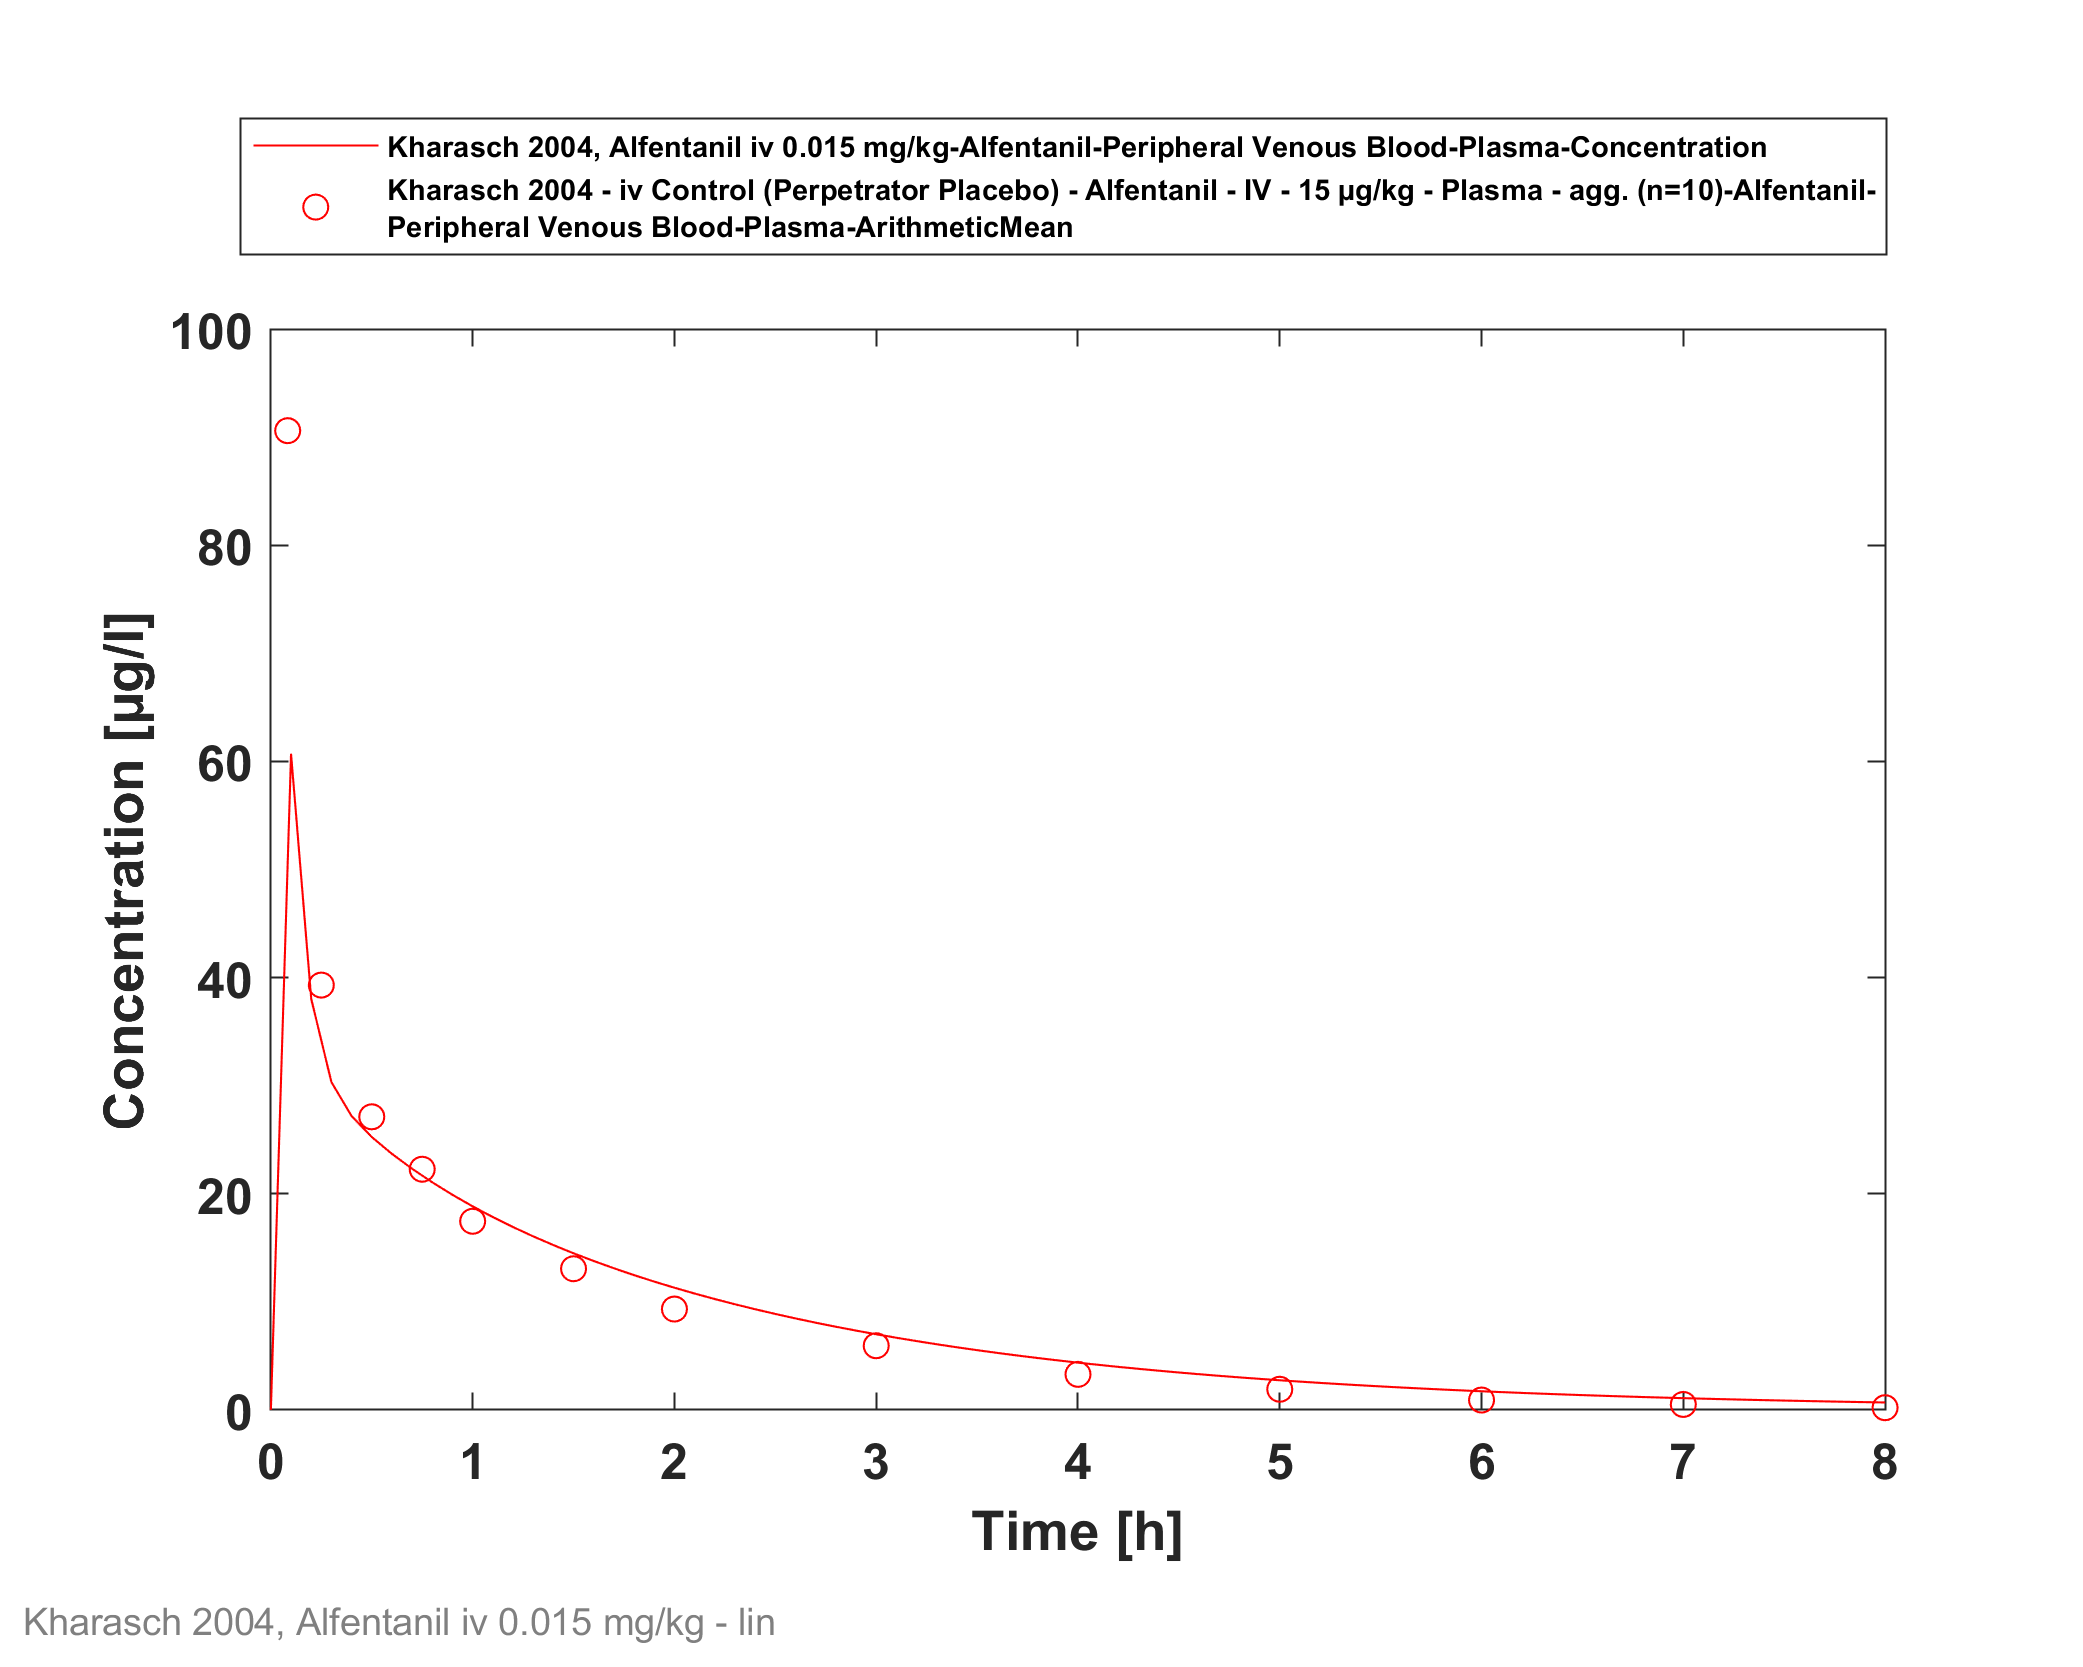 Kharasch 2004, Alfentanil iv 0.015 mg/kg-Alfentanil-Peripheral Venous Blood-Plasma-Concentration
Kharasch 2004 - iv Control (Perpetrator Placebo) - Alfentanil - IV - 15 µg/kg - Plasma - agg. (n=10)-Alfentanil-
Peripheral Venous Blood-Plasma-ArithmeticMean
100
80
60
40
20
0
Concentration [µg/l]
0 1 2 3 4 5 6 7 8
Time [h]
Kharasch 2004, Alfentanil iv 0.015 mg/kg - lin